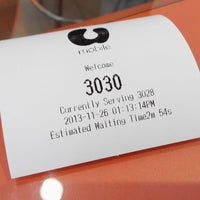 mobile
Welcome
3030
Currently Serving 3028
2013-11-26 01:13:14PM
Estimated Waiting Time2m 54s